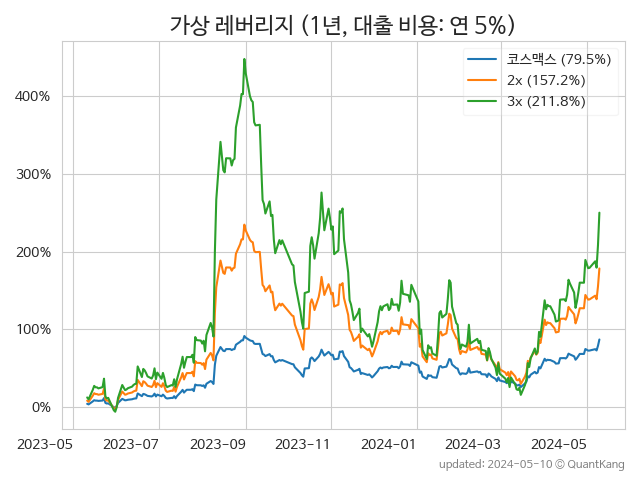 가상 레버리지 (1년, 대출 비용: 연 5%)
코스맥스 (79.5%)
2x (157.2%)
3x (211.8%)
400%
300%
200%
100%
0%
2023-05
2023-07
2023-09
2023-11
2024-01
2024-03
2024-05
updated: 2024-05-10 © QuantKang